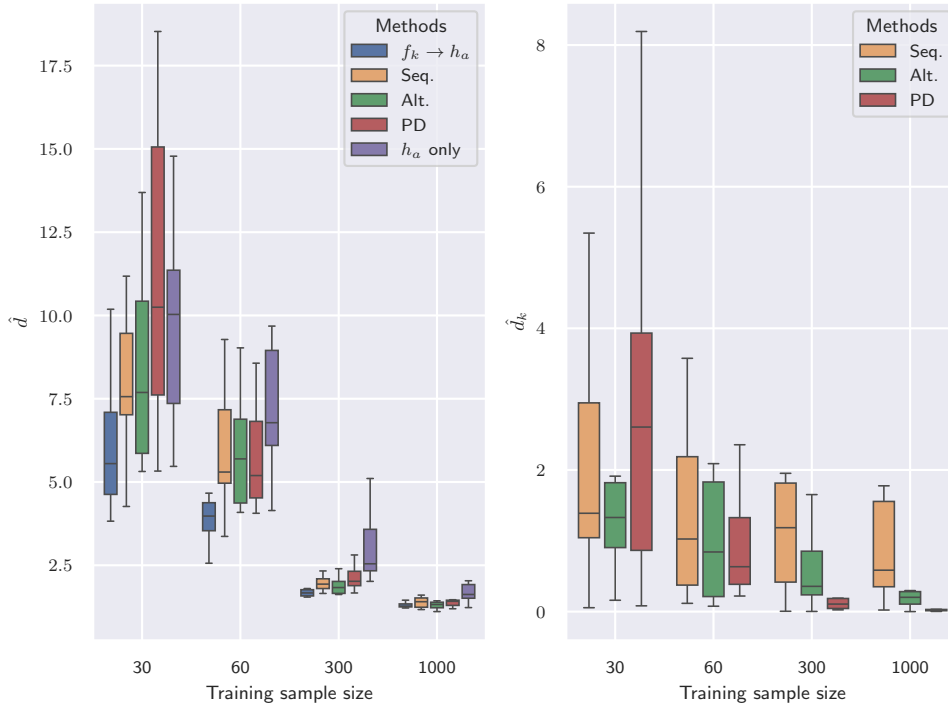 Methods
f_k → h_a
Seq.
Alt.
PD
h_a only
17.5
15.0
12.5
10.0
7.5
5.0
2.5
d̂
30
60
300
1000
Training sample size
Methods
Seq.
Alt.
PD
8
6
4
2
0
d̂_k
30
60
300
1000
Training sample size